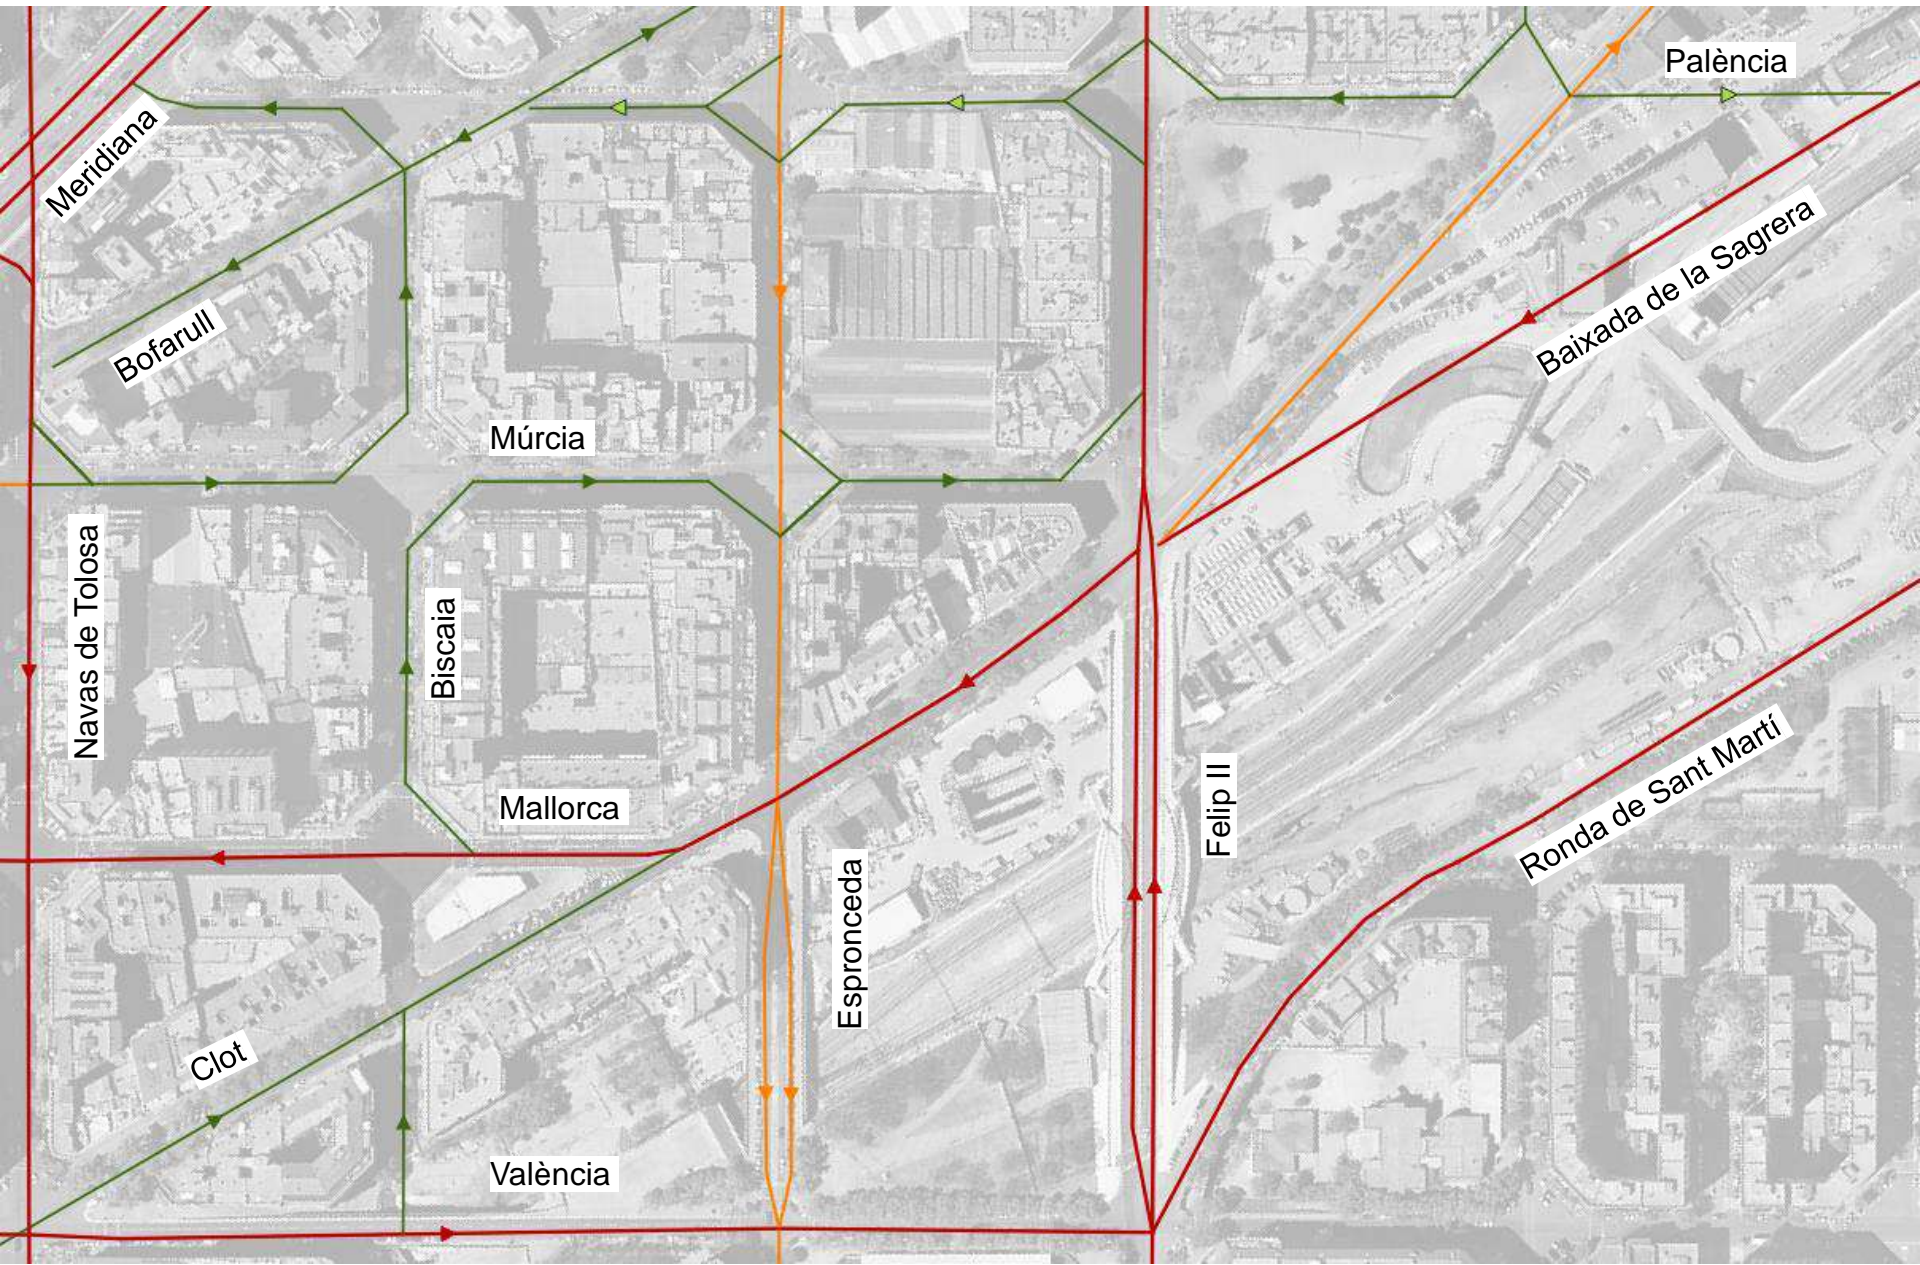 Palència
Meridiana
Baixada de la Sagrera
Bofarull
Múrcia
Navas de Tolosa
Biscaia
Mallorca
Felip II
Ronda de Sant Martí
Espronceda
Clot
València